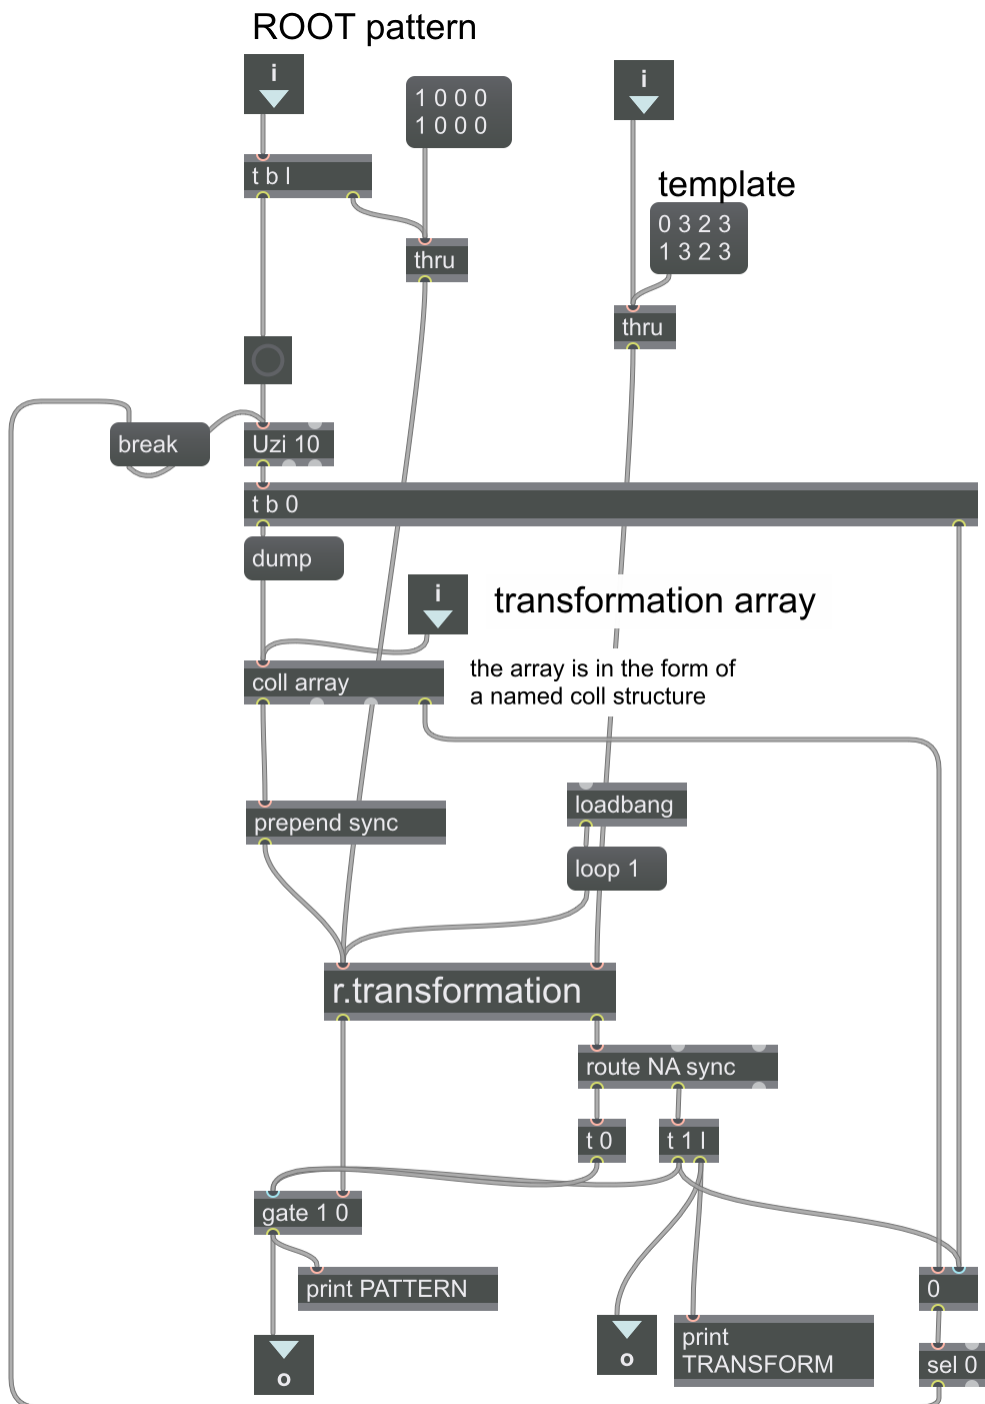 ROOT pattern
i
1 0 0 0
1 0 0 0
i
t b l
template
0 3 2 3
1 3 2 3
thru
thru
break
Uzi 10
t b 0
dump
i
transformation array
coll array
the array is in the form of
a named coll structure
prepend sync
loadbang
loop 1
r.transformation
route NA sync
t 0
t 1 l
gate 1 0
print PATTERN
0
o
o
print
TRANSFORM
sel 0